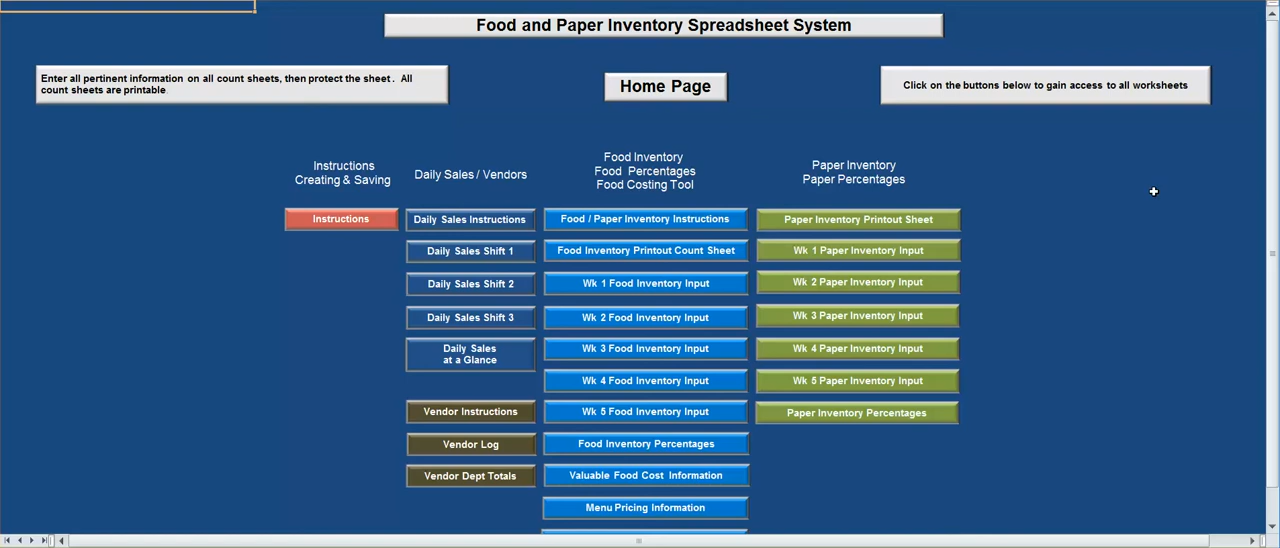 Food and Paper Inventory Spreadsheet System
Enter all pertinent information on all count sheets, then protect the sheet . All
count sheets are printable
Home Page
Click on the buttons below to gain access to all worksheets
Instructions
Creating & Saving
Daily Sales / Vendors
Food Inventory
Food Percentages
Food Costing Tool
Paper Inventory
Paper Percentages
Instructions
Daily Sales Instructions
Food / Paper Inventory Instructions
Paper Inventory Printout Sheet
Daily Sales Shift 1
Food Inventory Printout Count Sheet
Wk 1 Paper Inventory Input
Daily Sales Shift 2
Wk 1 Food Inventory Input
Wk 2 Paper Inventory Input
Daily Sales Shift 3
Wk 2 Food Inventory Input
Wk 3 Paper Inventory Input
Daily Sales
at a Glance
Wk 3 Food Inventory Input
Wk 4 Paper Inventory Input
Wk 4 Food Inventory Input
Wk 5 Paper Inventory Input
Vendor Instructions
Wk 5 Food Inventory Input
Paper Inventory Percentages
Vendor Log
Food Inventory Percentages
Vendor Dept Totals
Valuable Food Cost Information
Menu Pricing Information